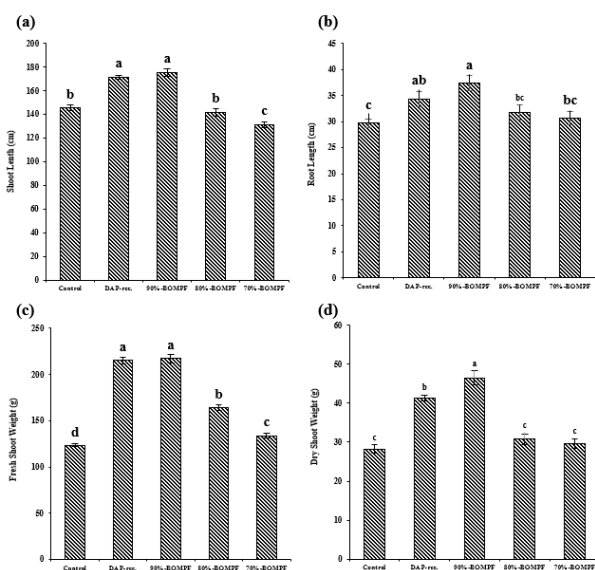 (a)
200
180
160
140
120
100
80
60
40
20
0
Shoot Lenth (cm)
b
a
a
b
c
Control
DAP-rec.
90%-BOMPF
80%-BOMPF
70%-BOMPF
(b)
45
40
35
30
25
20
15
10
5
0
Root Length (cm)
c
ab
a
bc
bc
Control
DAP-rec.
90%-BOMPF
80%-BOMPF
70%-BOMPF
(c)
250
200
150
100
50
0
Fresh Shoot Weight (g)
d
a
a
b
c
Control
DAP-rec.
90%-BOMPF
80%-BOMPF
70%-BOMPF
(d)
60
50
40
30
20
10
0
Dry Shoot Weight (g)
c
b
a
c
c
Control
DAP-rec.
90%-BOMPF
80%-BOMPF
70%-BOMPF